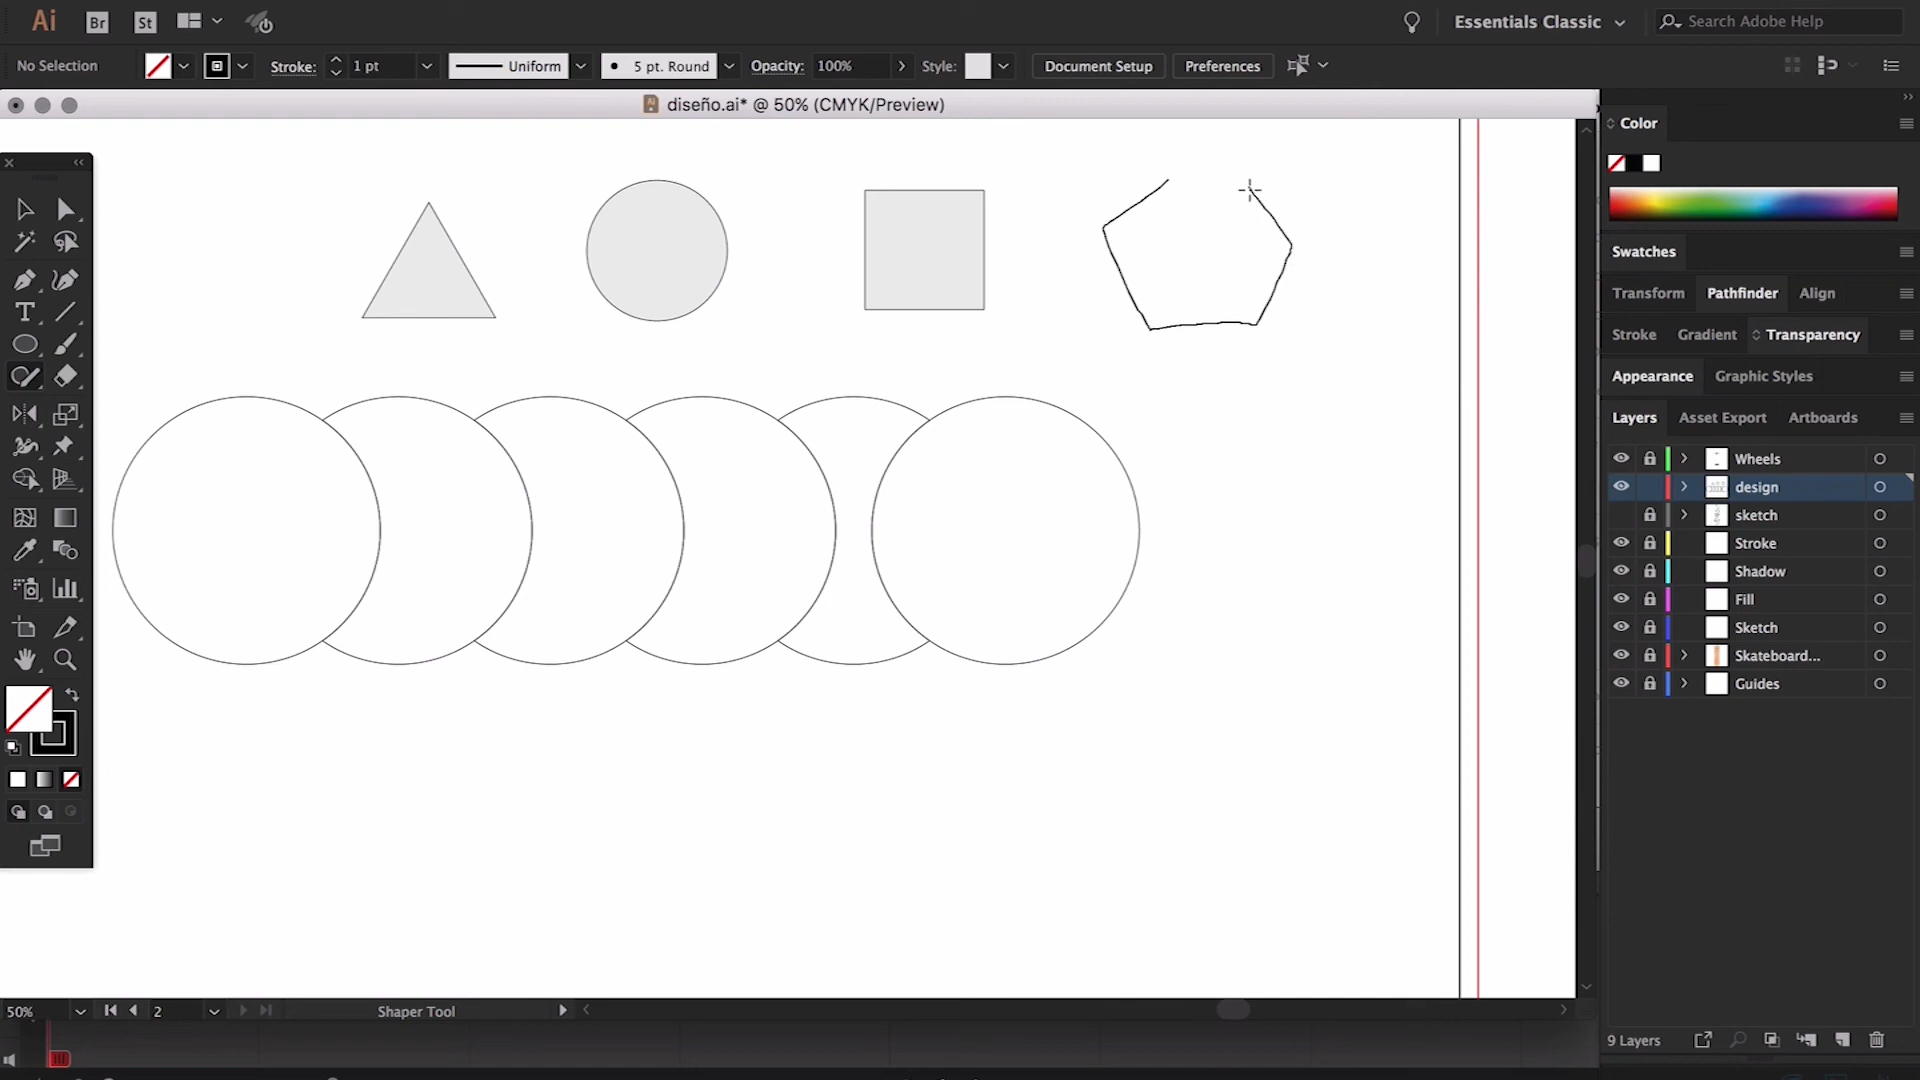 Ai Br St Essentials Classic Search Adobe Help
No Selection Stroke: 1 pt Uniform 5 pt. Round Opacity: 100% Style: Document Setup Preferences
Ai diseño.ai* @ 50% (CMYK/Preview)
Color
Swatches
Transform Pathfinder Align
Stroke Gradient Transparency
Appearance Graphic Styles
Layers Asset Export Artboards
Wheels
design
sketch
Stroke
Shadow
Fill
Sketch
Skateboard...
Guides
50% 2 Shaper Tool
9 Layers